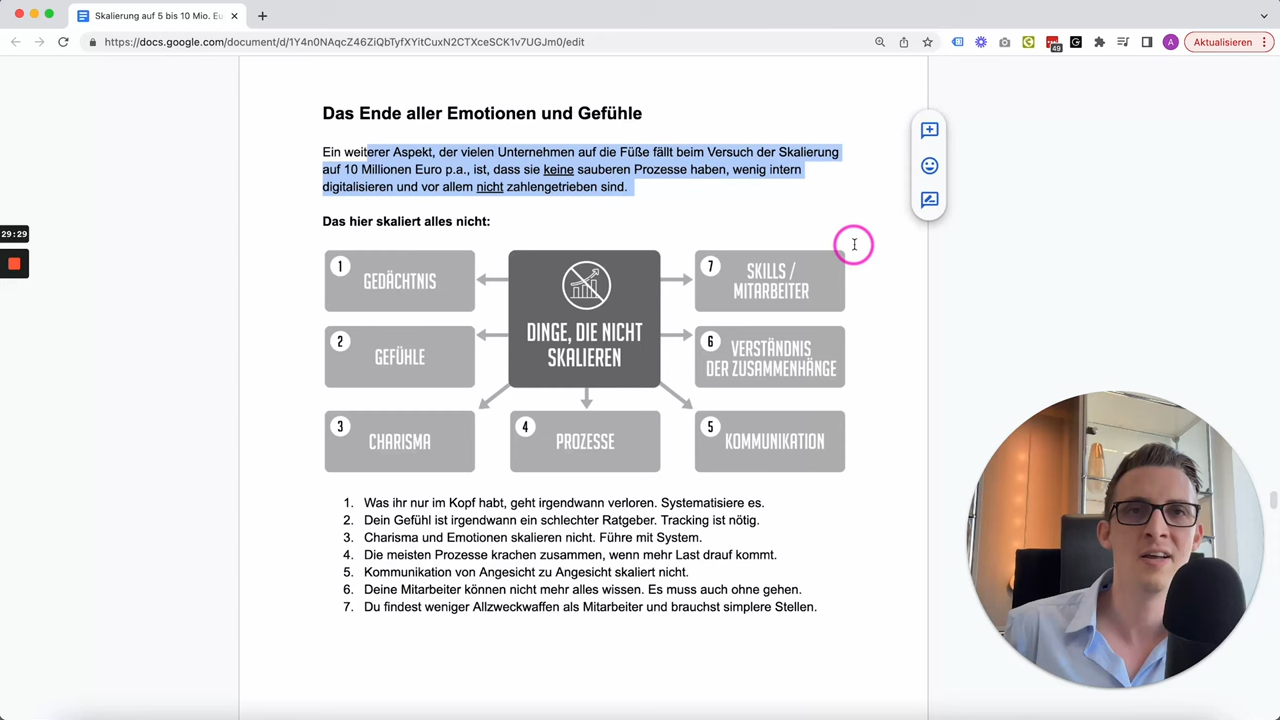 Skalierung auf 5 bis 10 Mio. Eu
https://docs.google.com/document/d/1Y4n0NAqcZ46ZiQbTyfXYitCuxN2CTXceSCK1v7UGJm0/edit
49
A
Aktualisieren
Das Ende aller Emotionen und Gefühle
Ein weiterer Aspekt, der vielen Unternehmen auf die Füße fällt beim Versuch der Skalierung
auf 10 Millionen Euro p.a., ist, dass sie keine sauberen Prozesse haben, wenig intern
digitalisieren und vor allem nicht zahlengetrieben sind.
Das hier skaliert alles nicht:
29:29
1 GEDÄCHTNIS
2 GEFÜHLE
3 CHARISMA
DINGE, DIE NICHT
SKALIEREN
4 PROZESSE
7 SKILLS /
MITARBEITER
6 VERSTÄNDNIS
DER ZUSAMMENHÄNGE
5 KOMMUNIKATION
1. Was ihr nur im Kopf habt, geht irgendwann verloren. Systematisiere es.
2. Dein Gefühl ist irgendwann ein schlechter Ratgeber. Tracking ist nötig.
3. Charisma und Emotionen skalieren nicht. Führe mit System.
4. Die meisten Prozesse krachen zusammen, wenn mehr Last drauf kommt.
5. Kommunikation von Angesicht zu Angesicht skaliert nicht.
6. Deine Mitarbeiter können nicht mehr alles wissen. Es muss auch ohne gehen.
7. Du findest weniger Allzweckwaffen als Mitarbeiter und brauchst simplere Stellen.